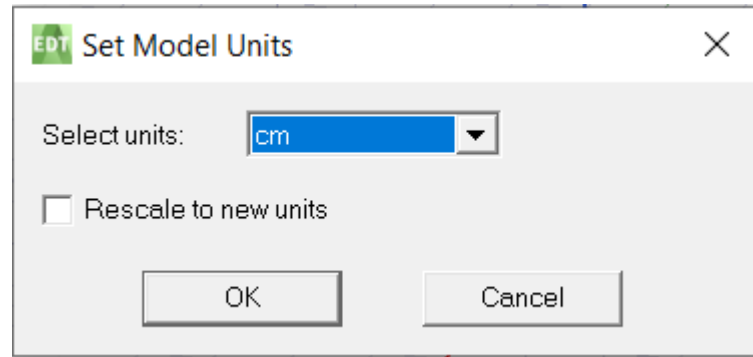 EDT Set Model Units
Select units: cm
Rescale to new units
OK Cancel